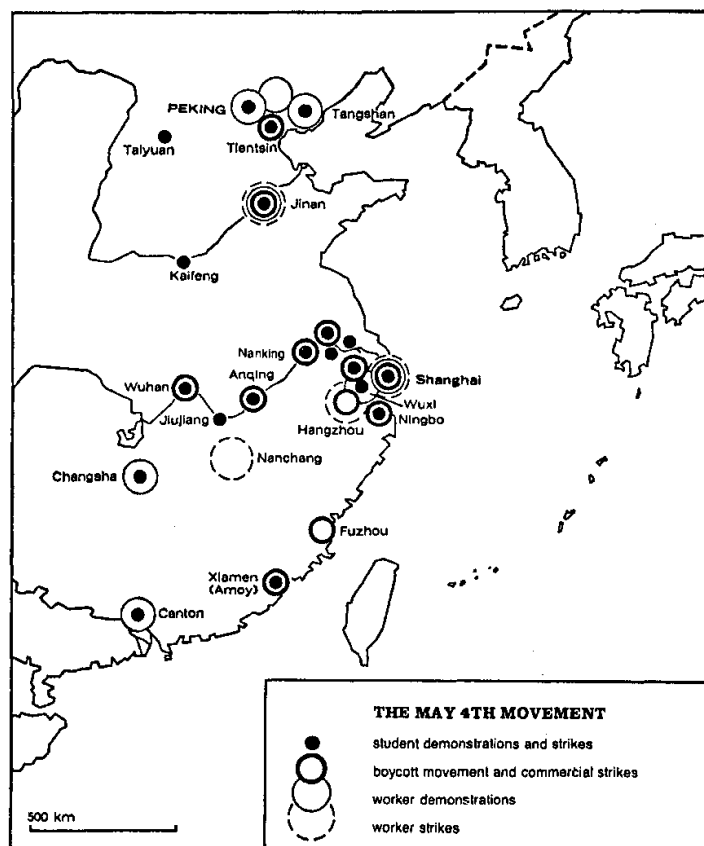 PEKING
Tangshan
Taiyuan
Tientsin
Jinan
Kaifeng
Nanking
Anqing
Shanghai
Wuhan
Wuxi
Jiujiang
Hangzhou
Ningbo
Nanchang
Changsha
Fuzhou
Xiamen
(Amoy)
Canton
THE MAY 4TH MOVEMENT
student demonstrations and strikes
boycott movement and commercial strikes
worker demonstrations
worker strikes
500 km